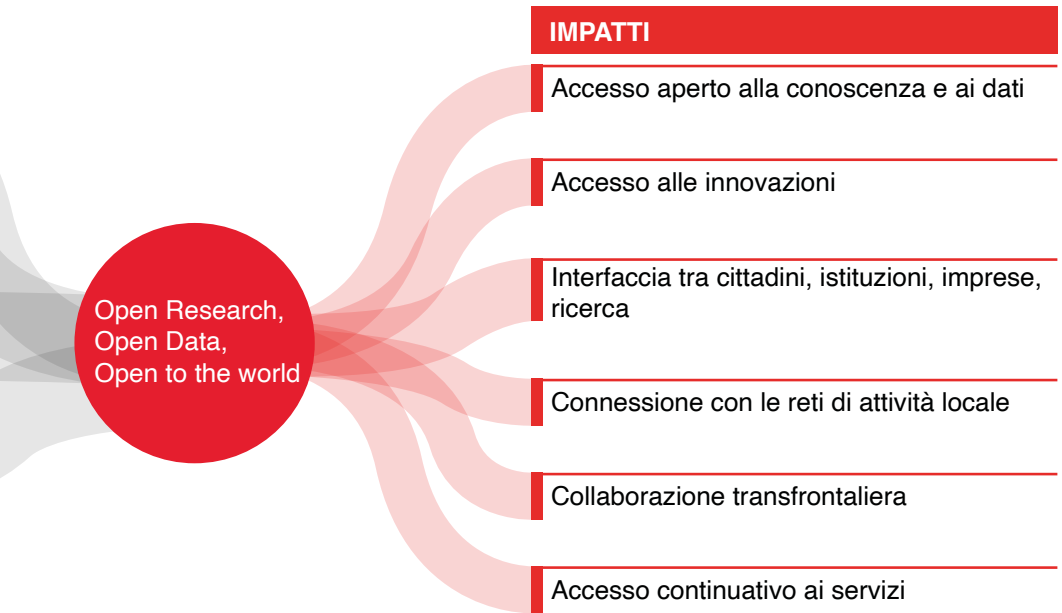 IMPATTI
Accesso aperto alla conoscenza e ai dati
Accesso alle innovazioni
Interfaccia tra cittadini, istituzioni, imprese,
ricerca
Open Research,
Open Data,
Open to the world
Connessione con le reti di attività locale
Collaborazione transfrontaliera
Accesso continuativo ai servizi